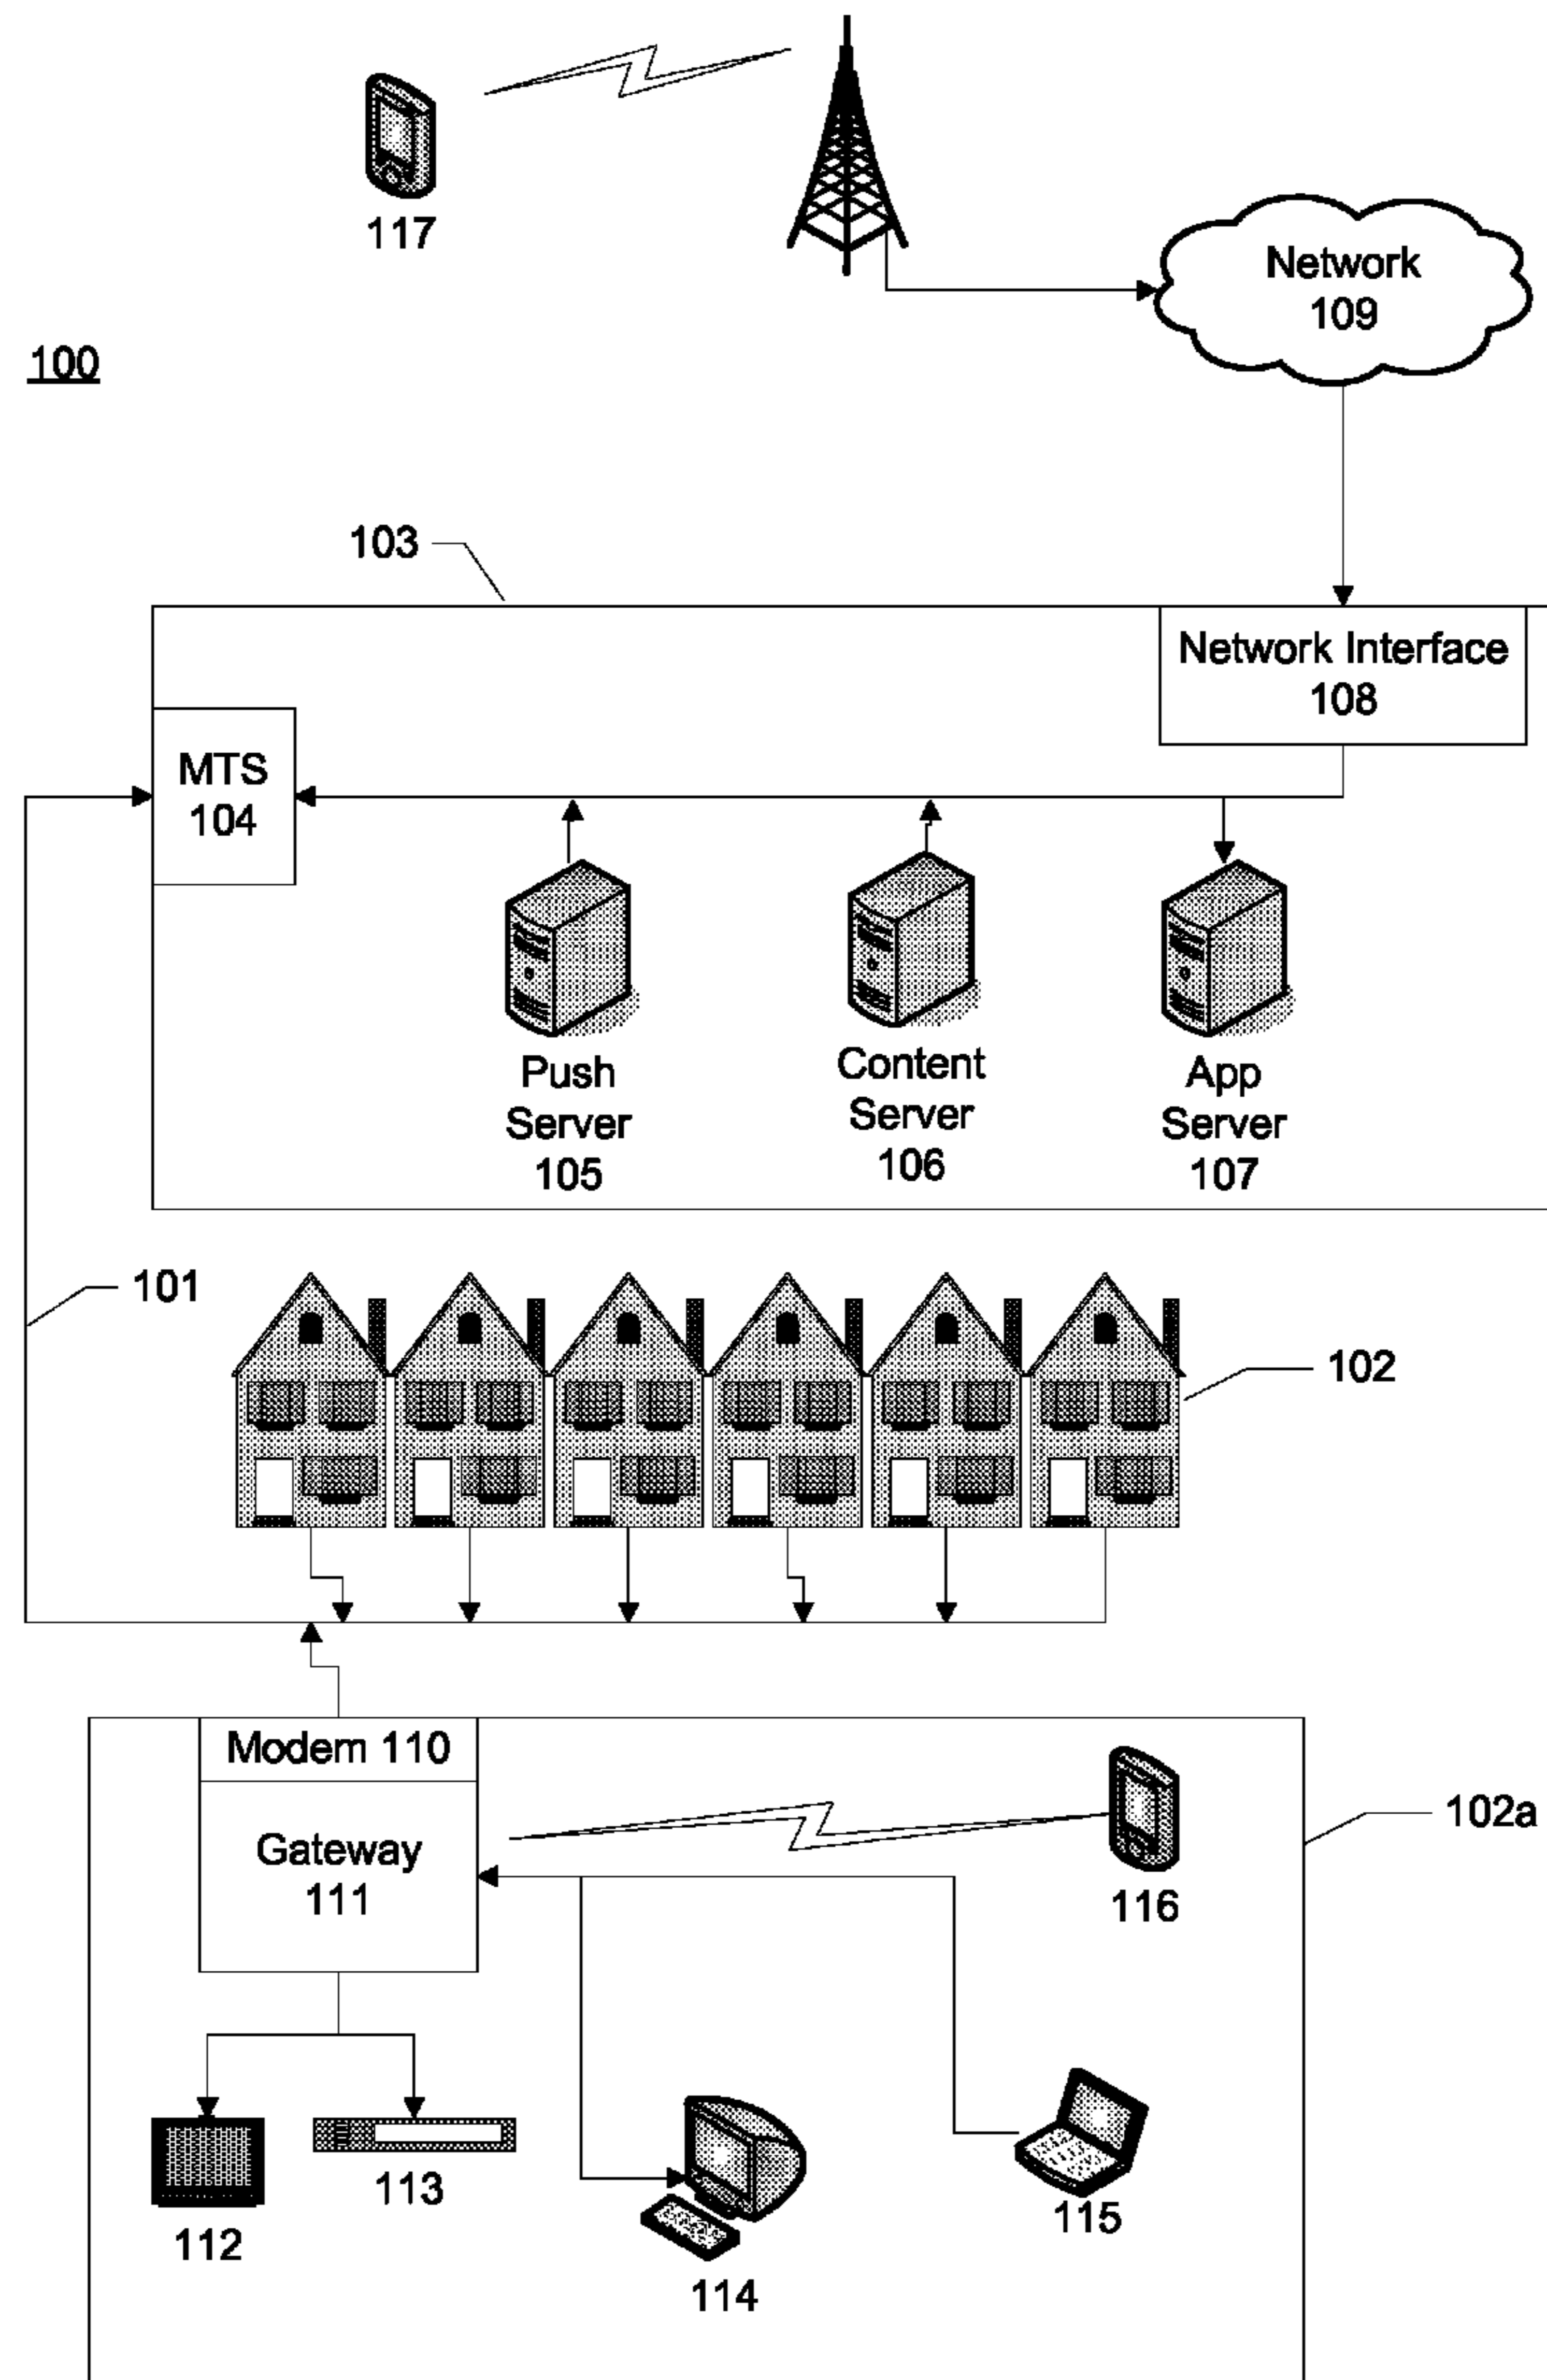 117
Network
109
100
103
Network Interface
108
MTS
104
Push
Server
105
Content
Server
106
App
Server
107
101
102
Modem 110
Gateway
111
102a
116
113
112
115
114